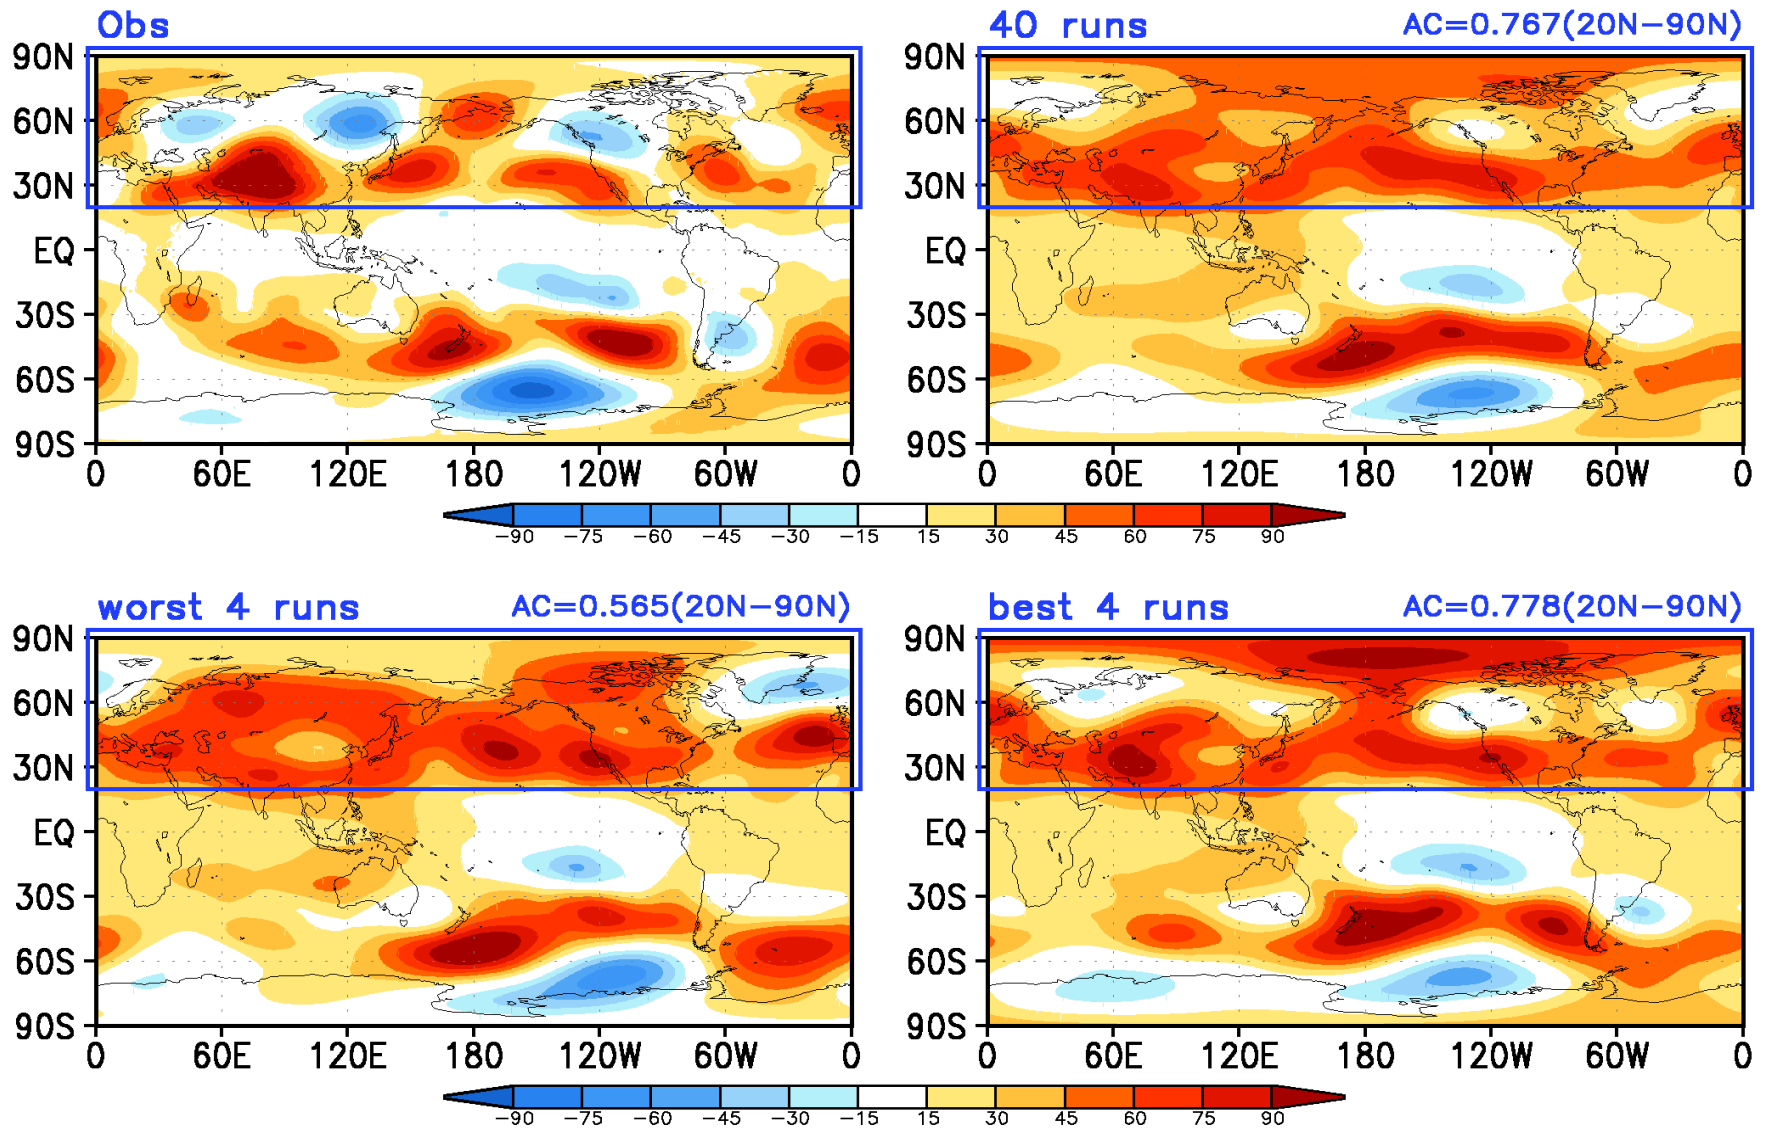 Obs
40 runs AC=0.767(20N−90N)
90N 90N
60N 60N
30N 30N
EQ EQ
30S 30S
60S 60S
90S 90S
0 60E 120E 180 120W 60W 0 0 60E 120E 180 120W 60W 0
−90 −75 −60 −45 −30 −15 15 30 45 60 75 90
worst 4 runs AC=0.565(20N−90N)
best 4 runs AC=0.778(20N−90N)
90N 90N
60N 60N
30N 30N
EQ EQ
30S 30S
60S 60S
90S 90S
0 60E 120E 180 120W 60W 0 0 60E 120E 180 120W 60W 0
−90 −75 −60 −45 −30 −15 15 30 45 60 75 90